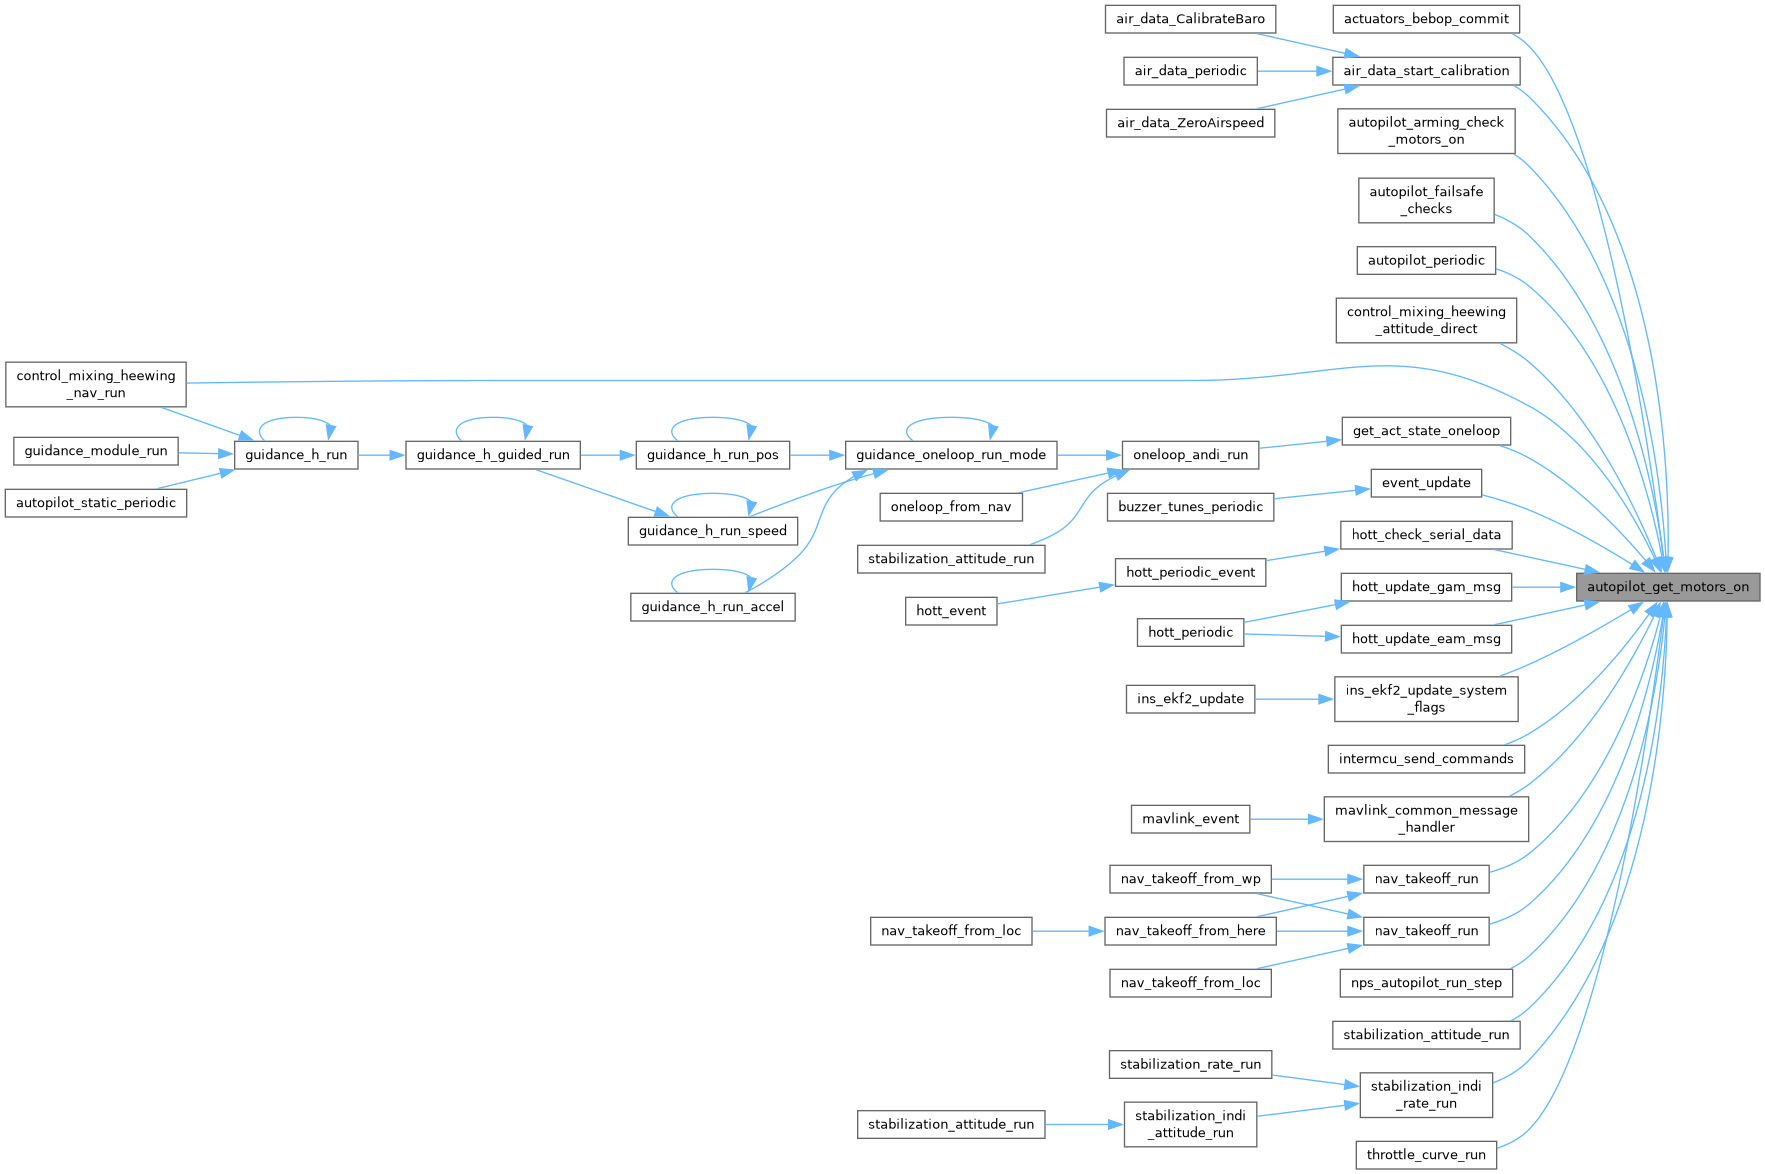 air_data_CalibrateBaro
actuators_bebop_commit
air_data_periodic
air_data_start_calibration
air_data_ZeroAirspeed
autopilot_arming_check
_motors_on
autopilot_failsafe
_checks
autopilot_periodic
control_mixing_heewing
_attitude_direct
control_mixing_heewing
_nav_run
guidance_module_run
guidance_h_run
guidance_h_guided_run
guidance_h_run_pos
guidance_oneloop_run_mode
oneloop_andi_run
get_act_state_oneloop
autopilot_static_periodic
guidance_h_run_speed
guidance_h_run_accel
oneloop_from_nav
stabilization_attitude_run
buzzer_tunes_periodic
event_update
hott_check_serial_data
hott_periodic_event
hott_event
hott_update_gam_msg
autopilot_get_motors_on
hott_periodic
hott_update_eam_msg
ins_ekf2_update
ins_ekf2_update_system
_flags
intermcu_send_commands
mavlink_event
mavlink_common_message
_handler
nav_takeoff_from_wp
nav_takeoff_run
nav_takeoff_from_loc
nav_takeoff_from_here
nav_takeoff_run
nav_takeoff_from_loc
nps_autopilot_run_step
stabilization_attitude_run
stabilization_rate_run
stabilization_indi
_rate_run
stabilization_attitude_run
stabilization_indi
_attitude_run
throttle_curve_run